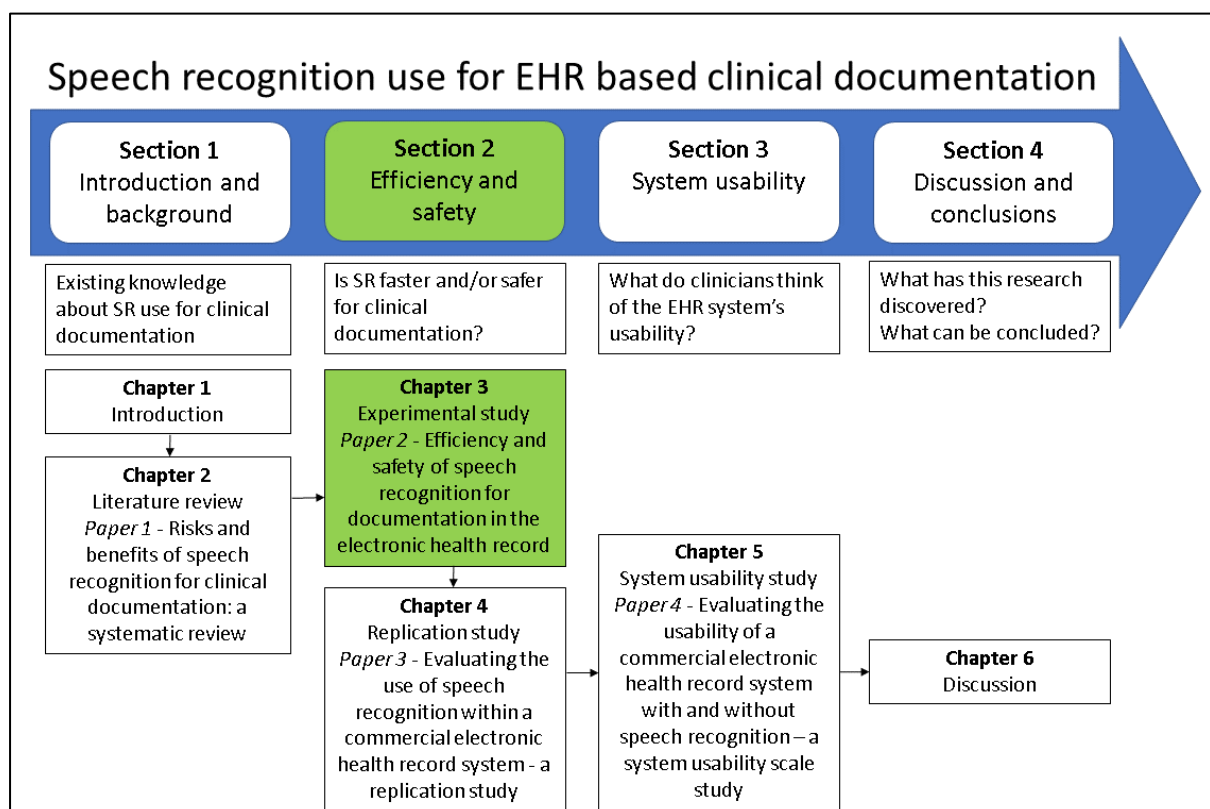 Speech recognition use for EHR based clinical documentation
Section 1
Introduction and
background
Section 2
Efficiency and
safety
Section 3
System usability
Section 4
Discussion and
conclusions
Existing knowledge
about SR use for clinical
documentation
Is SR faster and/or safer
for clinical
documentation?
What do clinicians think
of the EHR system's
usability?
What has this research
discovered?
What can be concluded?
Chapter 1
Introduction
Chapter 2
Literature review
Paper 1 - Risks and
benefits of speech
recognition for clinical
documentation: a
systematic review
Chapter 3
Experimental study
Paper 2 - Efficiency and
safety of speech
recognition for
documentation in the
electronic health record
Chapter 4
Replication study
Paper 3 - Evaluating the
use of speech
recognition within a
commercial electronic
health record system - a
replication study
Chapter 5
System usability study
Paper 4 - Evaluating the
usability of a
commercial electronic
health record system
with and without
speech recognition – a
system usability scale
study
Chapter 6
Discussion